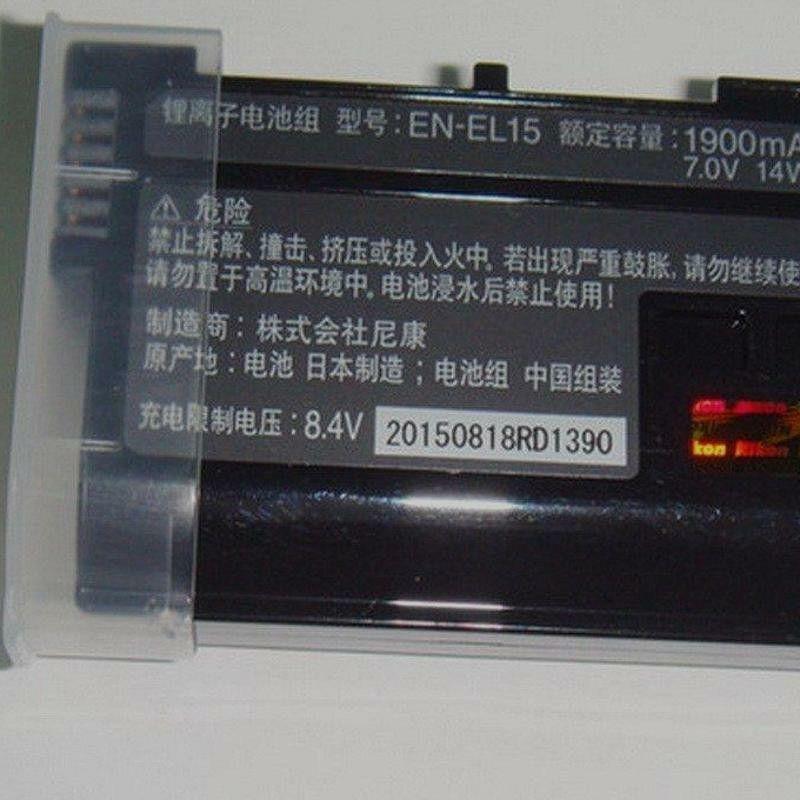 锂离子电池组 型号：EN-EL15 额定容量：1900mA
7.0V 14W
⚠ 危险
禁止拆解、撞击、挤压或投入火中。若出现严重鼓胀，请勿继续使
请勿置于高温环境中。电池浸水后禁止使用！
制造商：株式会社尼康
原产地：电池 日本制造；电池组 中国组装
充电限制电压：8.4V 20150818RD1390
kon Nikon